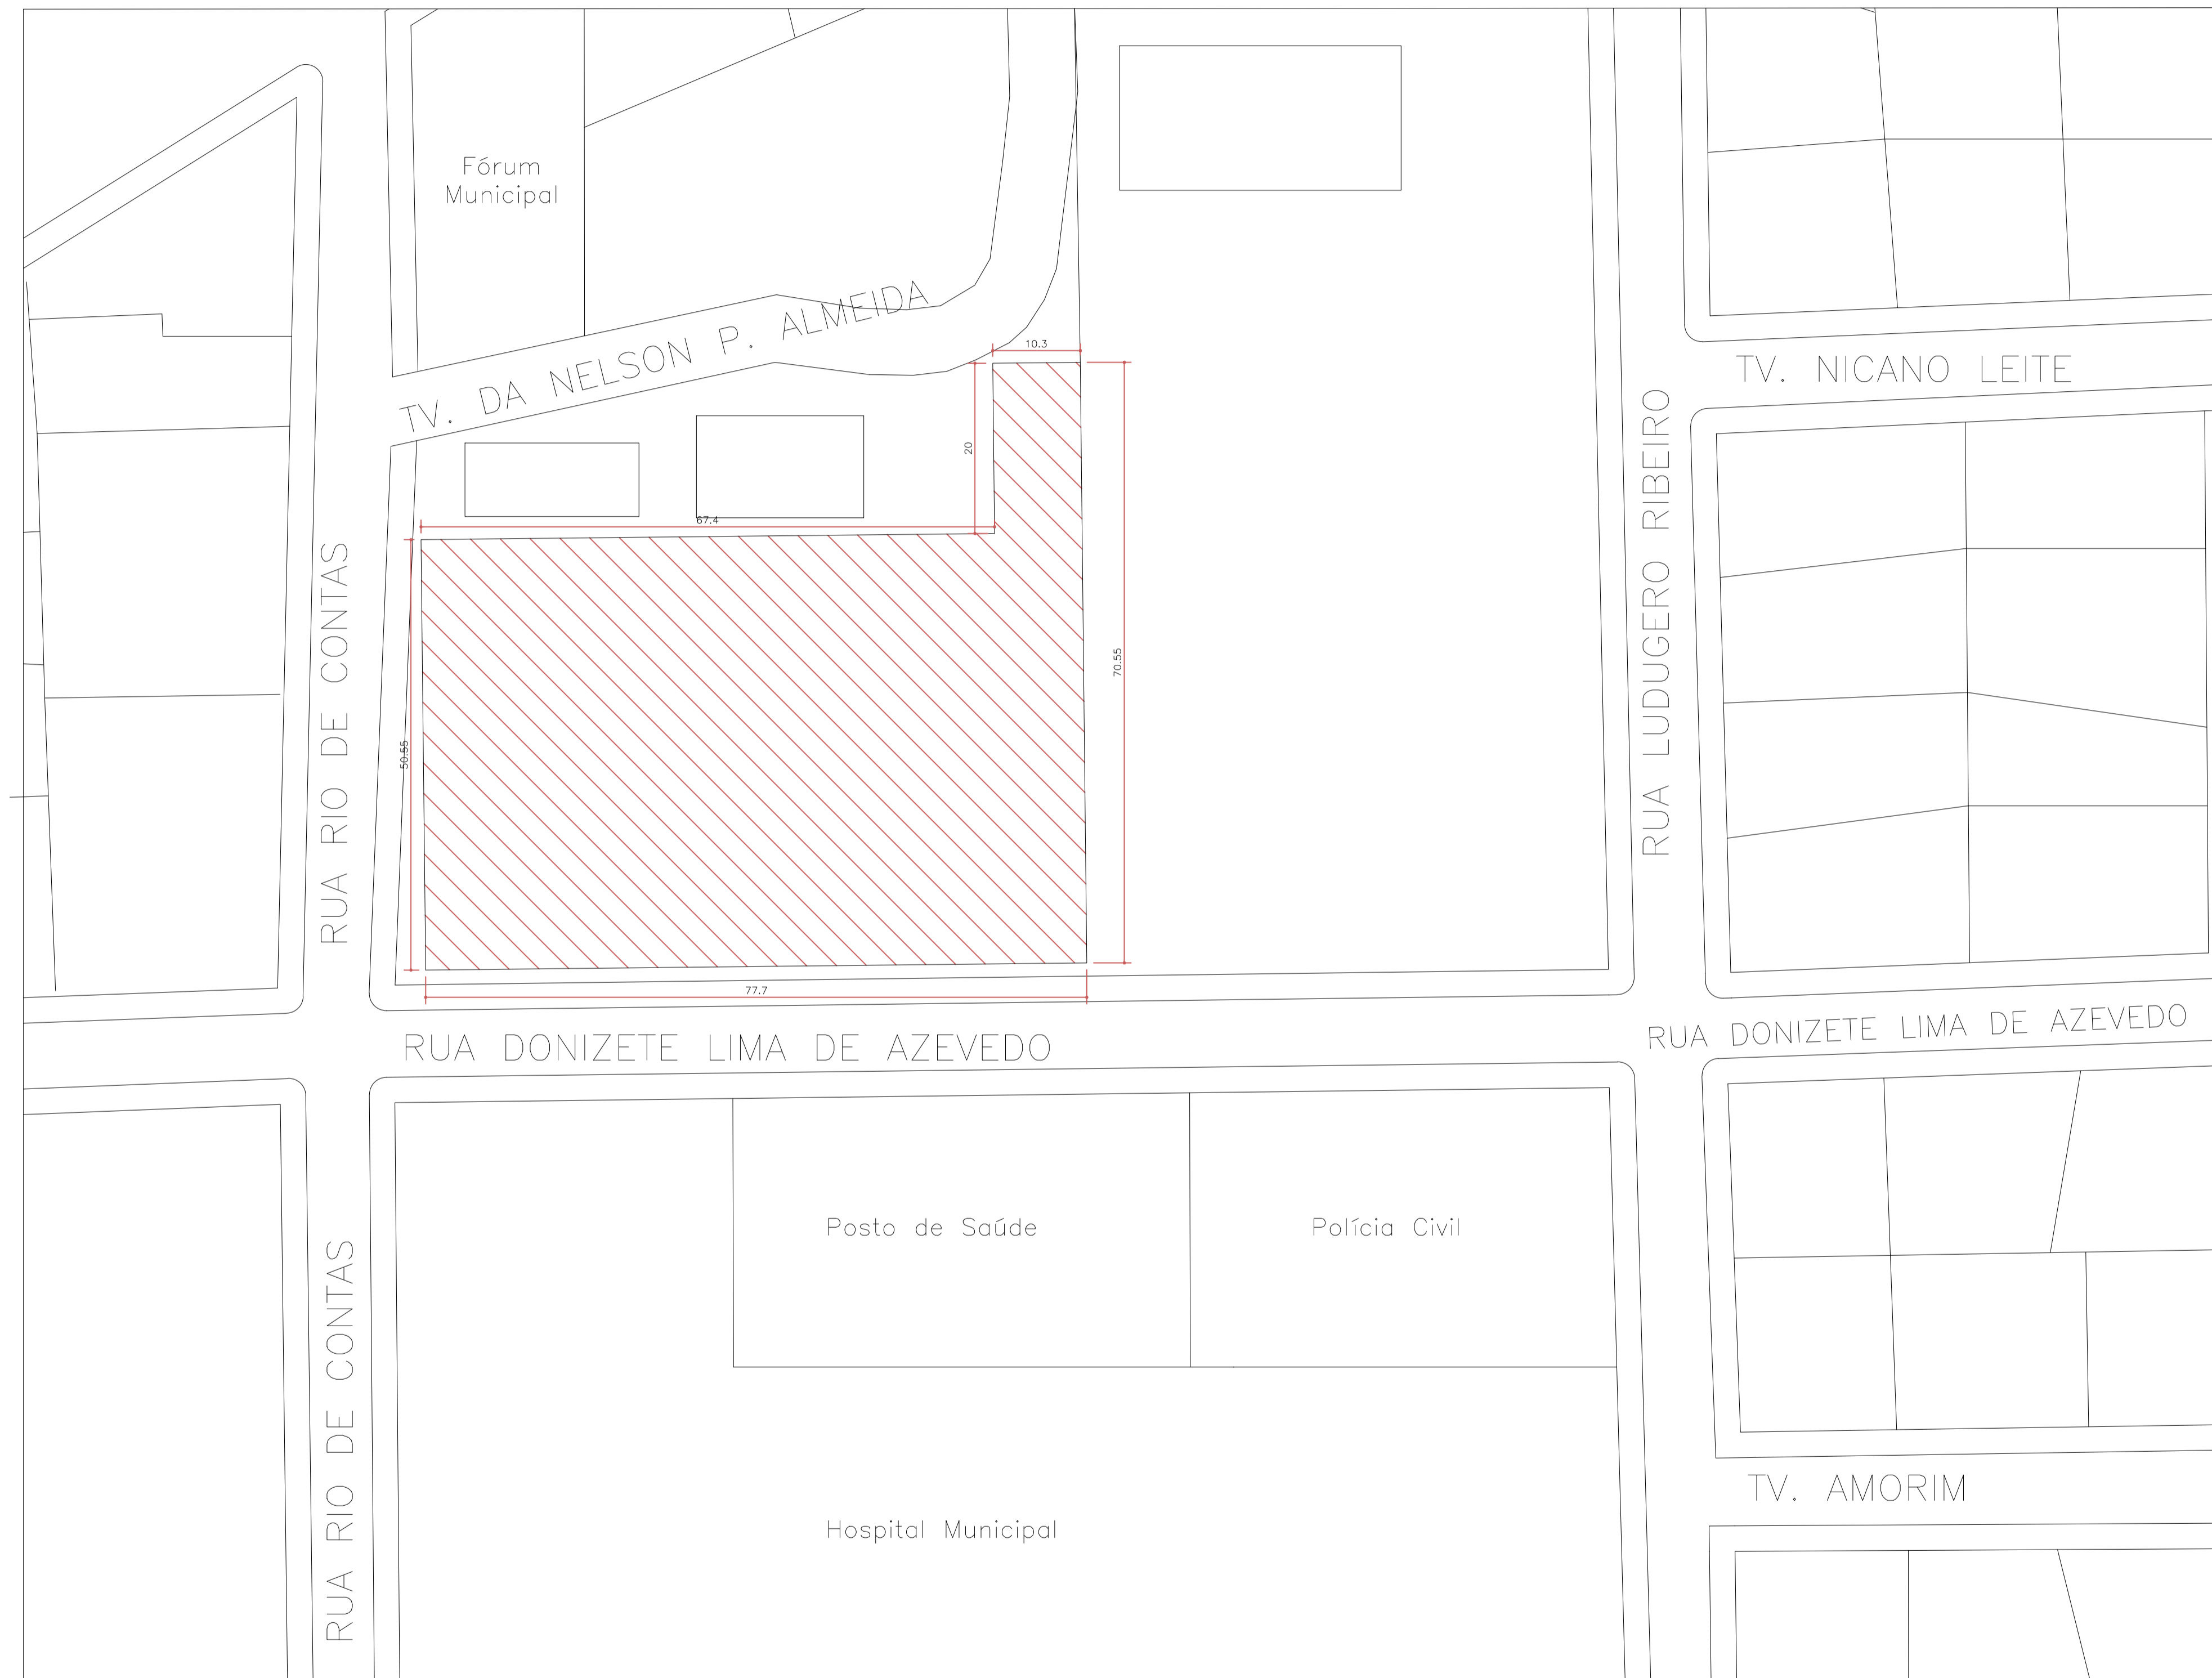 Fórum
Municipal
TV. DA NELSON P. ALMEIDA
10.3
TV. NICANO LEITE
20
67.4
RUA RIO DE CONTAS
50.55
70.55
RUA LUDUGERO RIBEIRO
77.7
RUA DONIZETE LIMA DE AZEVEDO
RUA DONIZETE LIMA DE AZEVEDO
Posto de Saúde
Polícia Civil
RUA RIO DE CONTAS
TV. AMORIM
Hospital Municipal